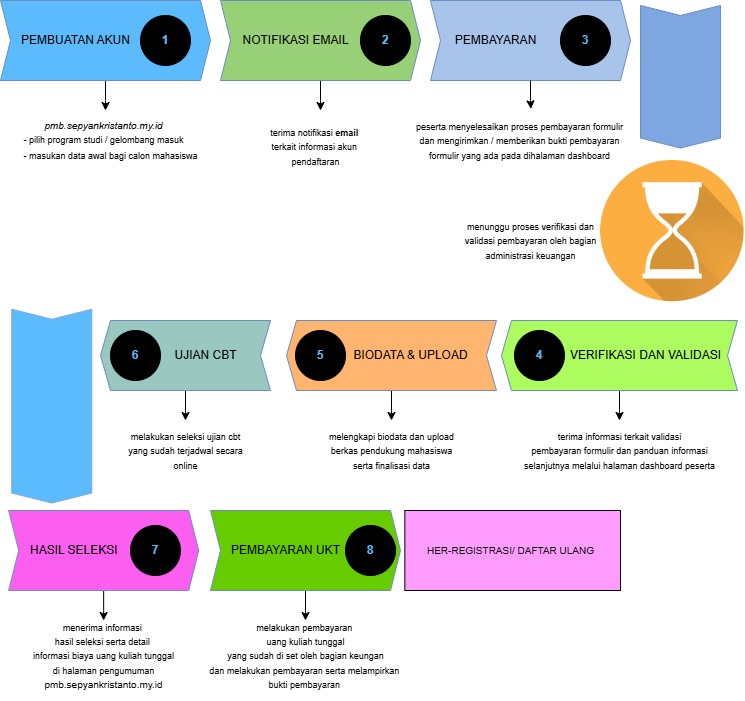 PEMBUATAN AKUN
1
NOTIFIKASI EMAIL
2
PEMBAYARAN
3
pmb.sepyankristanto.my.id
- pilih program studi / gelombang masuk
- masukan data awal bagi calon mahasiswa
terima notifikasi email
terkait informasi akun
pendaftaran
peserta menyelesaikan proses pembayaran formulir
dan mengirimkan / memberikan bukti pembayaran
formulir yang ada pada dihalaman dashboard
menunggu proses verifikasi dan
validasi pembayaran oleh bagian
administrasi keuangan
4
VERIFIKASI DAN VALIDASI
5
BIODATA & UPLOAD
6
UJIAN CBT
terima informasi terkait validasi
pembayaran formulir dan panduan informasi
selanjutnya melalui halaman dashboard peserta
melengkapi biodata dan upload
berkas pendukung mahasiswa
serta finalisasi data
melakukan seleksi ujian cbt
yang sudah terjadwal secara
online
HASIL SELEKSI
7
PEMBAYARAN UKT
8
HER-REGISTRASI/ DAFTAR ULANG
menerima informasi
hasil seleksi serta detail
informasi biaya uang kuliah tunggal
di halaman pengumuman
pmb.sepyankristanto.my.id
melakukan pembayaran
uang kuliah tunggal
yang sudah di set oleh bagian keungan
dan melakukan pembayaran serta melampirkan
bukti pembayaran